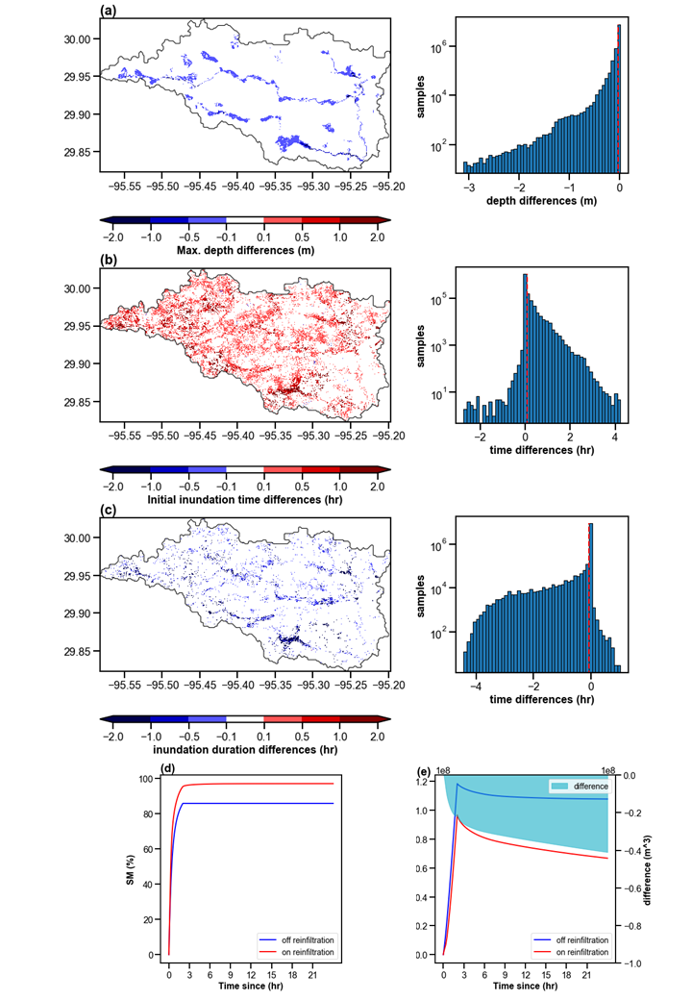 (a)
30.00
29.95
29.90
29.85
−95.55 −95.50 −95.45 −95.40 −95.35 −95.30 −95.25 −95.20
−2.0 −1.0 −0.5 −0.1 0.1 0.5 1.0 2.0
Max. depth differences (m)
samples
10^6
10^4
10^2
−3 −2 −1 0
depth differences (m)
(b)
30.00
29.95
29.90
29.85
−95.55 −95.50 −95.45 −95.40 −95.35 −95.30 −95.25 −95.20
−2.0 −1.0 −0.5 −0.1 0.1 0.5 1.0 2.0
Initial inundation time differences (hr)
samples
10^5
10^3
10^1
−2 0 2 4
time differences (hr)
(c)
30.00
29.95
29.90
29.85
−95.55 −95.50 −95.45 −95.40 −95.35 −95.30 −95.25 −95.20
−2.0 −1.0 −0.5 −0.1 0.1 0.5 1.0 2.0
inundation duration differences (hr)
samples
10^6
10^4
10^2
−4 −2 0
time differences (hr)
(d)
SM (%)
100
80
60
40
20
0
off reinfiltration
on reinfiltration
0 3 6 9 12 15 18 21
Time since (hr)
(e) 1e8
1e8
1.2
1.0
0.8
0.6
0.4
0.2
0.0
difference
off reinfiltration
on reinfiltration
0.0
−0.2
−0.4
−0.6
−0.8
−1.0
difference (m^3)
0 3 6 9 12 15 18 21
Time since (hr)